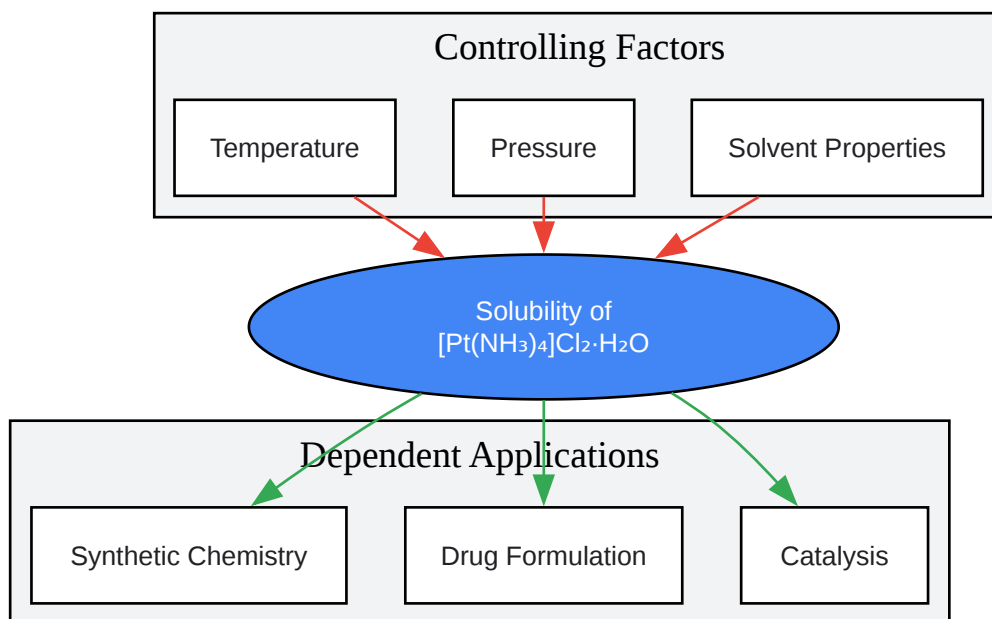 Controlling Factors
Temperature
Pressure
Solvent Properties
Solubility of
[Pt(NH₃)₄]Cl₂·H₂O
Dependent Applications
Synthetic Chemistry
Drug Formulation
Catalysis